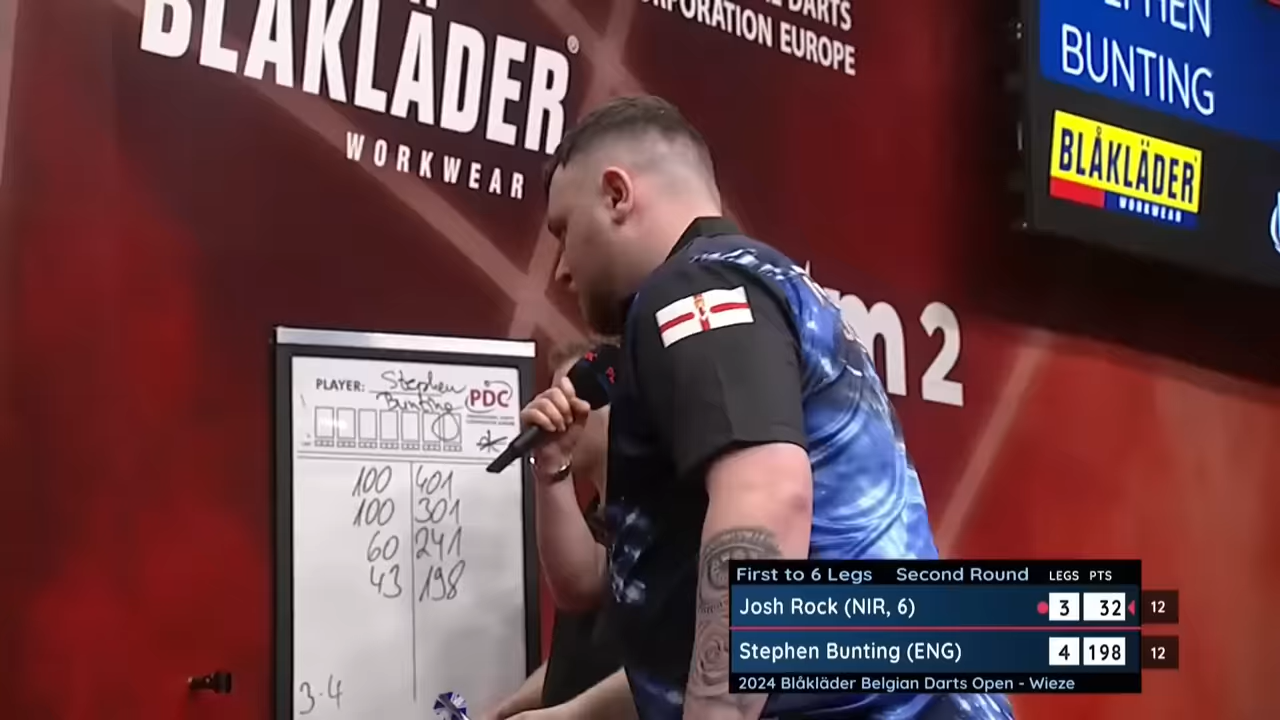 BLÅKLÄDER®
WORKWEAR
DARTS
CORPORATION EUROPE
STEPHEN
BUNTING
BLÅKLÄDER
WORKWEAR
m2
PLAYER: Stephen
Bunting
PDC
100 401
100 301
60 241
43 198
3-4
First to 6 Legs Second Round LEGS PTS
Josh Rock (NIR, 6) 3 32 12
Stephen Bunting (ENG) 4 198 12
2024 Blåkläder Belgian Darts Open - Wieze